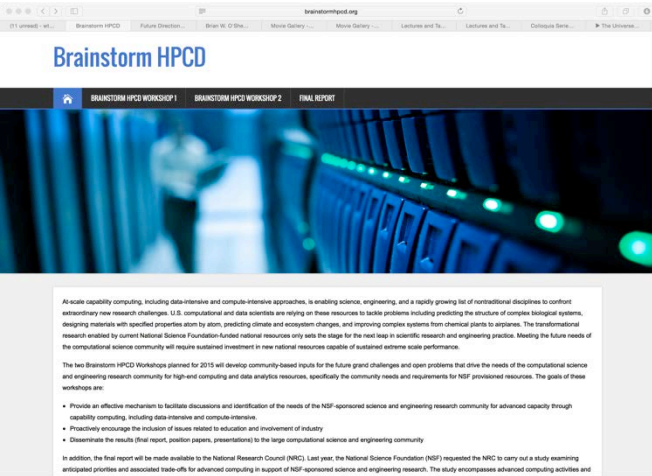 brainstormhpcd.org
(11 unread) - wt...
Brainstorm HPCD
Future Direction...
Brian W. O'She...
Movie Gallery -...
Movie Gallery -...
Lectures and Ta...
Lectures and Ta...
Colloquia Serie...
The Universe...
Brainstorm HPCD
BRAINSTORM HPCD WORKSHOP 1
BRAINSTORM HPCD WORKSHOP 2
FINAL REPORT
At-scale capability computing, including data-intensive and compute-intensive approaches, is enabling science, engineering, and a rapidly growing list of nontraditional disciplines to confront
extraordinary new research challenges. U.S. computational and data scientists are relying on these resources to tackle problems including predicting the structure of complex biological systems,
designing materials with specified properties atom by atom, predicting climate and ecosystem changes, and improving complex systems from chemical plants to airplanes. The transformational
research enabled by current National Science Foundation-funded national resources only sets the stage for the next leap in scientific research and engineering practice. Meeting the future needs of
the computational science community will require sustained investment in new national resources capable of sustained extreme scale performance.
The two Brainstorm HPCD Workshops planned for 2015 will develop community-based inputs for the future grand challenges and open problems that drive the needs of the computational science
and engineering research community for high-end computing and data analytics resources, specifically the community needs and requirements for NSF provisioned resources. The goals of these
workshops are:
• Provide an effective mechanism to facilitate discussions and identification of the needs of the NSF-sponsored science and engineering research community for advanced capacity through
capability computing, including data-intensive and compute-intensive.
• Proactively encourage the inclusion of issues related to education and involvement of industry
• Disseminate the results (final report, position papers, presentations) to the large computational science and engineering community
In addition, the final report will be made available to the National Research Council (NRC). Last year, the National Science Foundation (NSF) requested the NRC to carry out a study examining
anticipated priorities and associated trade-offs for advanced computing in support of NSF-sponsored science and engineering research. The study encompasses advanced computing activities and